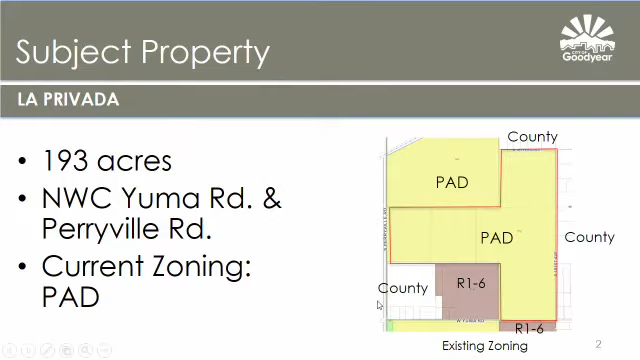 Subject Property
CITY OF
Goodyear
LA PRIVADA
• 193 acres
• NWC Yuma Rd. &
Perryville Rd.
• Current Zoning:
PAD
County
PAD
PAD
County
County
R1-6
R1-6
Existing Zoning
2